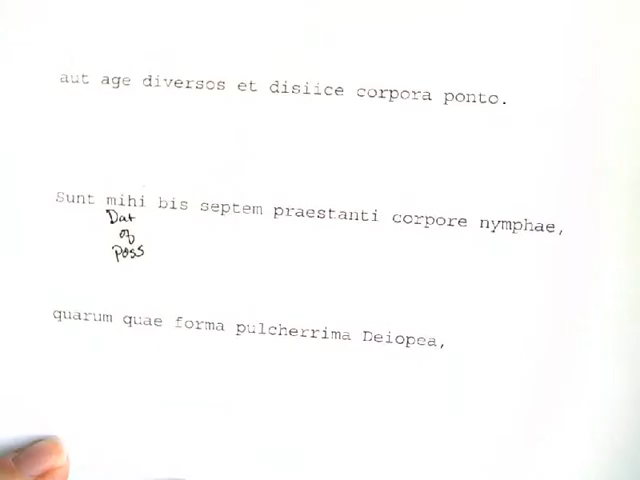 aut age diversos et disiice corpora ponto.
Sunt mihi bis septem praestanti corpore nymphae,
Dat
of
Poss
quarum quae forma pulcherrima Deiopea,